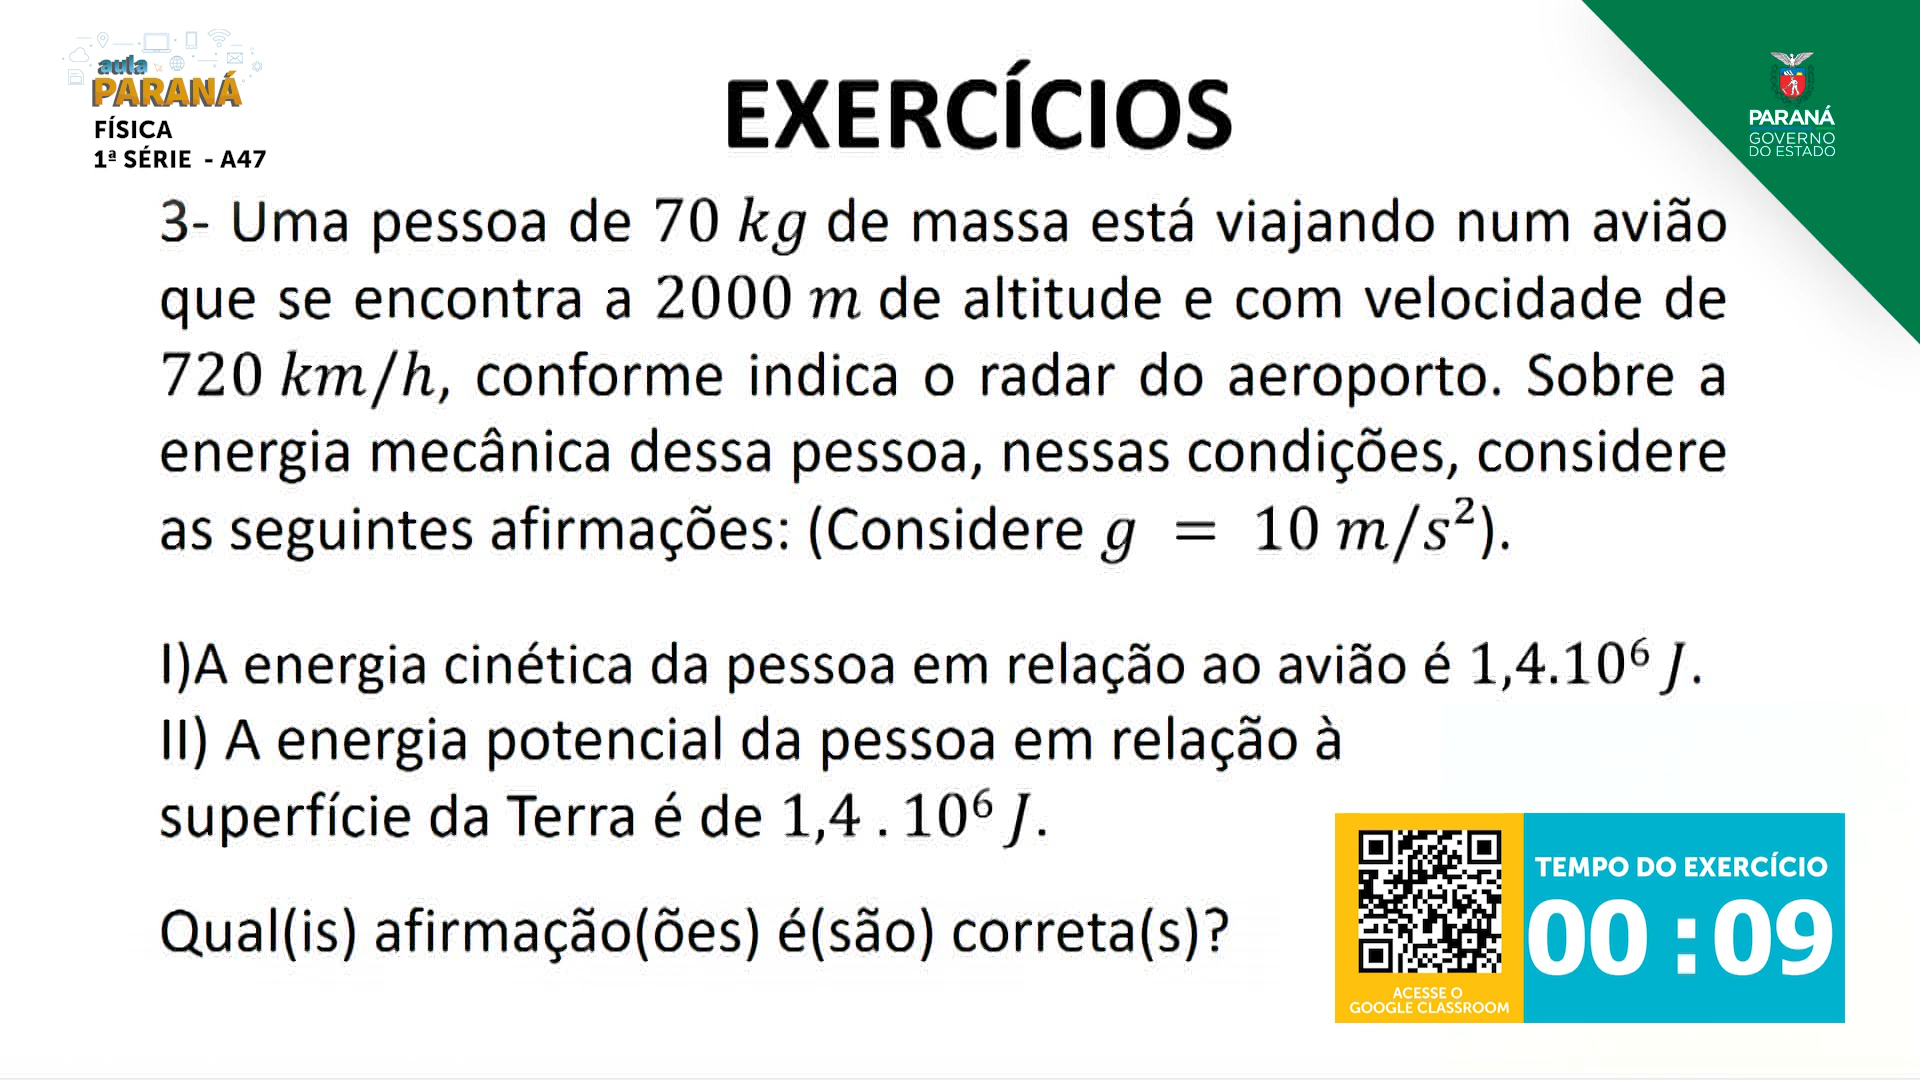 aula
PARANÁ
FÍSICA
1ª SÉRIE - A47
EXERCÍCIOS
PARANÁ
GOVERNO
DO ESTADO
3- Uma pessoa de 70 kg de massa está viajando num avião
que se encontra a 2000 m de altitude e com velocidade de
720 km/h, conforme indica o radar do aeroporto. Sobre a
energia mecânica dessa pessoa, nessas condições, considere
as seguintes afirmações: (Considere g = 10 m/s²).
I)A energia cinética da pessoa em relação ao avião é 1,4.10⁶ J.
II) A energia potencial da pessoa em relação à
superfície da Terra é de 1,4 . 10⁶ J.
Qual(is) afirmação(ões) é(são) correta(s)?
TEMPO DO EXERCÍCIO
00 : 09
ACESSE O
GOOGLE CLASSROOM